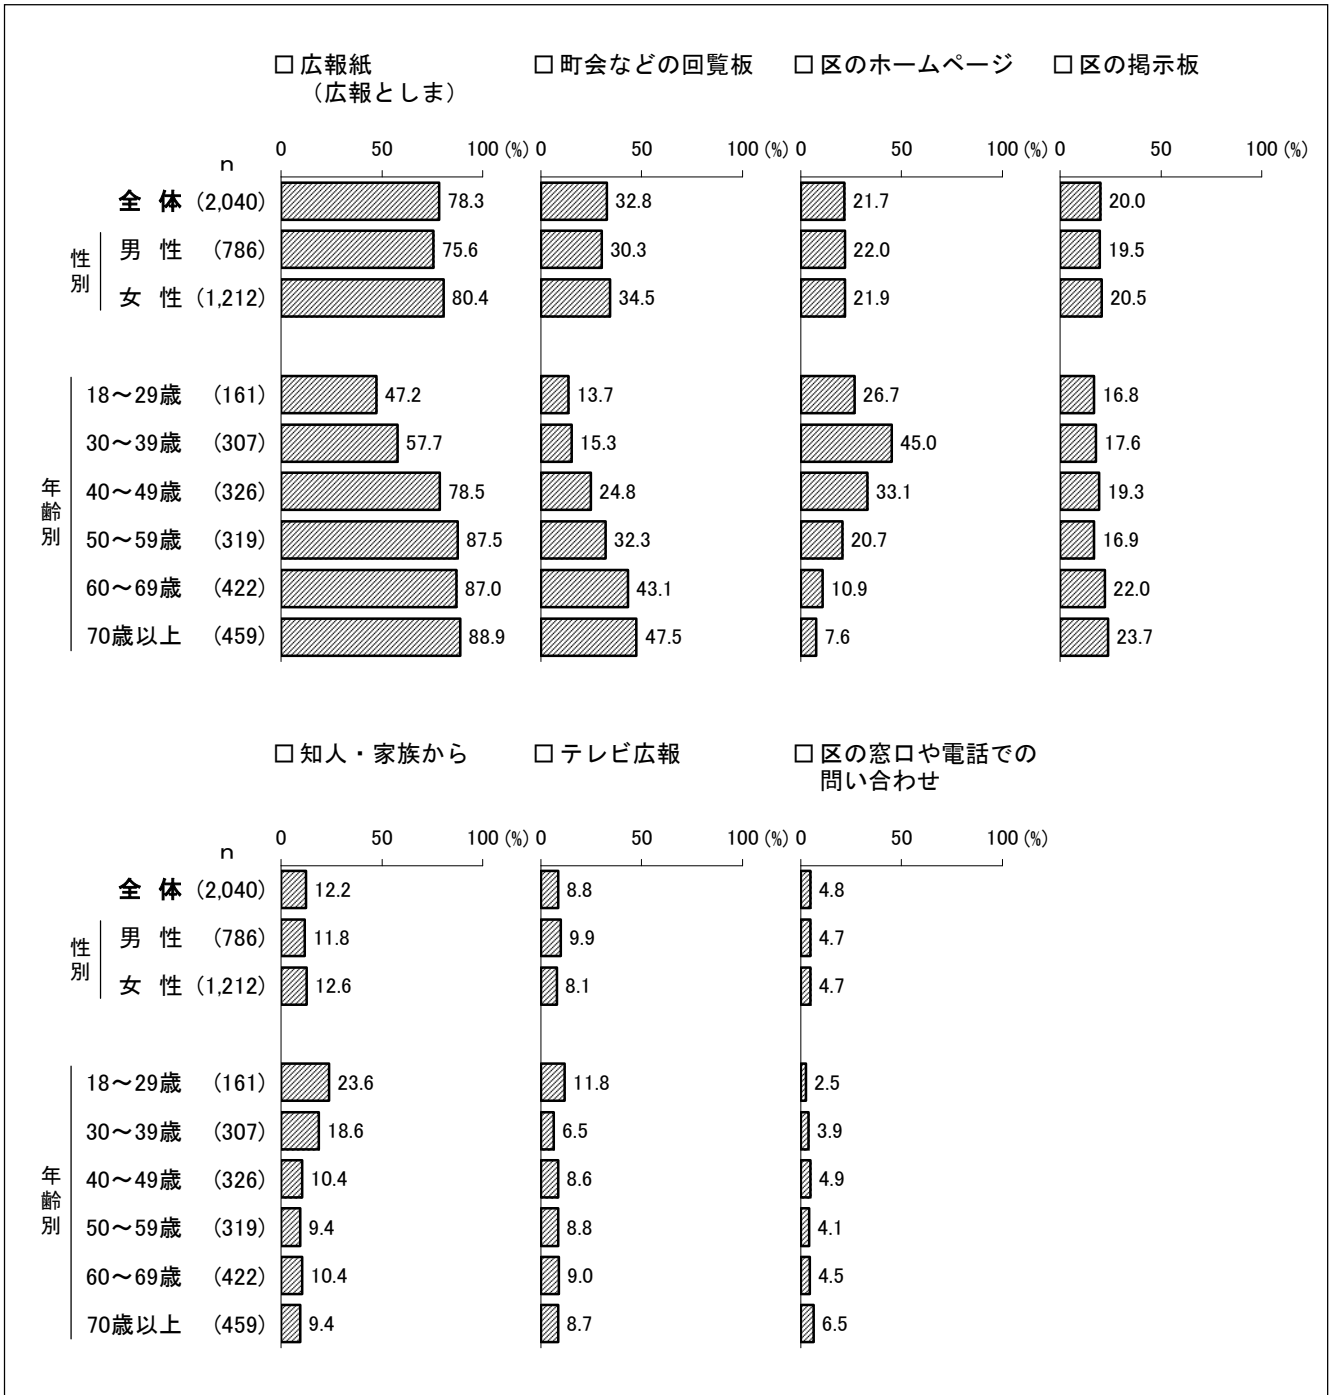 □ 広報紙 □ 町会などの回覧板 □ 区のホームページ □ 区の掲示板
（広報としま）
0 50 100 (%) 0 50 100 (%) 0 50 100 (%) 0 50 100 (%)
n
全 体 (2,040) 78.3 32.8 21.7 20.0
性別
男 性 (786) 75.6 30.3 22.0 19.5
女 性 (1,212) 80.4 34.5 21.9 20.5
年齢別
18～29歳 (161) 47.2 13.7 26.7 16.8
30～39歳 (307) 57.7 15.3 45.0 17.6
40～49歳 (326) 78.5 24.8 33.1 19.3
50～59歳 (319) 87.5 32.3 20.7 16.9
60～69歳 (422) 87.0 43.1 10.9 22.0
70歳以上 (459) 88.9 47.5 7.6 23.7
□ 知人・家族から □ テレビ広報 □ 区の窓口や電話での
問い合わせ
0 50 100 (%) 0 50 100 (%) 0 50 100 (%)
n
全 体 (2,040) 12.2 8.8 4.8
性別
男 性 (786) 11.8 9.9 4.7
女 性 (1,212) 12.6 8.1 4.7
年齢別
18～29歳 (161) 23.6 11.8 2.5
30～39歳 (307) 18.6 6.5 3.9
40～49歳 (326) 10.4 8.6 4.9
50～59歳 (319) 9.4 8.8 4.1
60～69歳 (422) 10.4 9.0 4.5
70歳以上 (459) 9.4 8.7 6.5